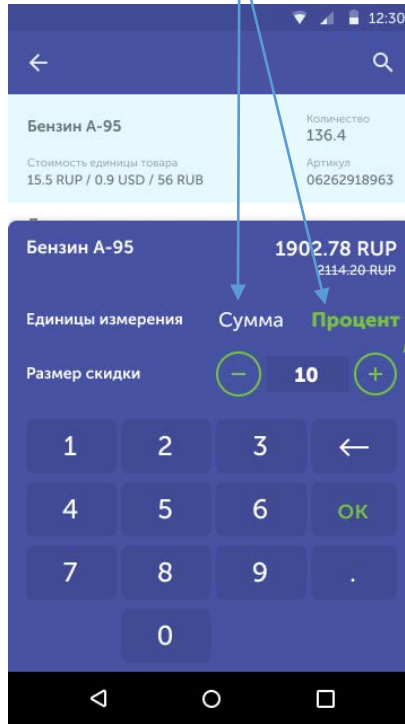 12:30
Бензин А-95
Количество
136.4
Стоимость единицы товара
15.5 RUP / 0.9 USD / 56 RUB
Артикул
06262918963
Бензин А-95
1902.78 RUP
2114.20 RUP
Единицы измерения Сумма Процент
Размер скидки − 10 +
1 2 3 ←
4 5 6 ОК
7 8 9 .
0